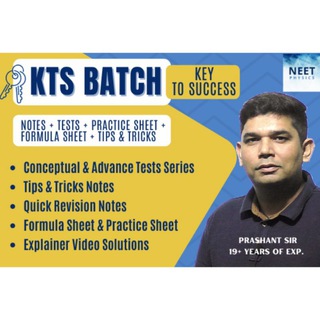 KTS BATCH
KEY
TO SUCCESS
NEET
PHYSICS
NOTES + TESTS + PRACTICE SHEET +
FORMULA SHEET + TIPS & TRICKS
• Conceptual & Advance Tests Series
• Tips & Tricks Notes
• Quick Revision Notes
• Formula Sheet & Practice Sheet
• Explainer Video Solutions
PRASHANT SIR
19+ YEARS OF EXP.